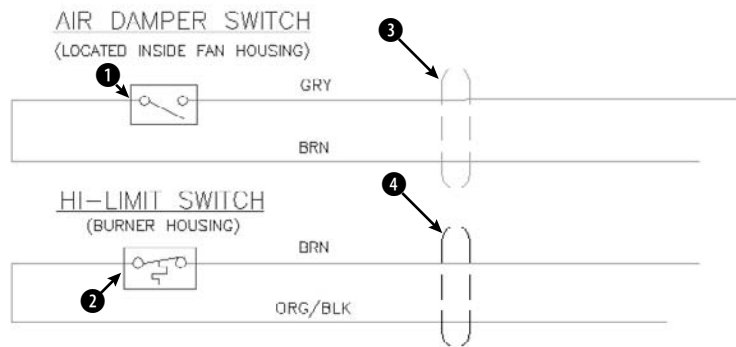 AIR DAMPER SWITCH
(LOCATED INSIDE FAN HOUSING)
1
3
GRY
BRN
HI-LIMIT SWITCH
(BURNER HOUSING)
4
BRN
2
ORG/BLK